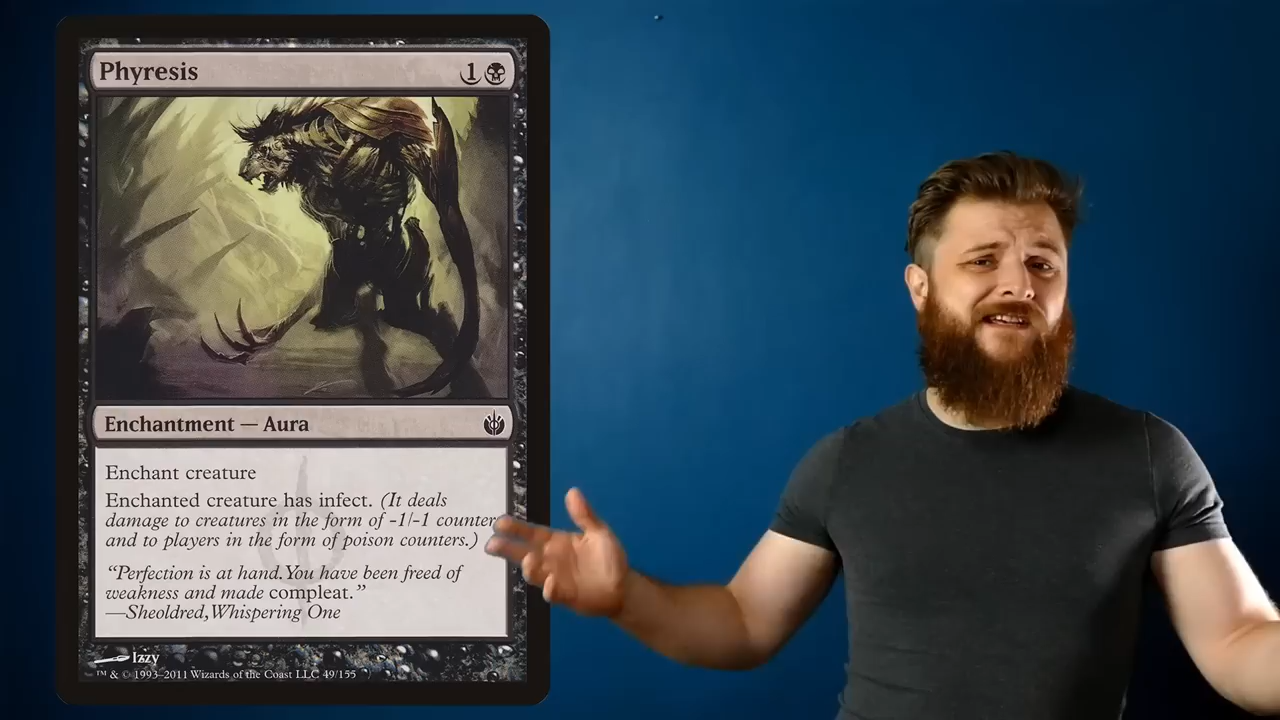 Phyresis 1
Enchantment — Aura
Enchant creature
Enchanted creature has infect. (It deals
damage to creatures in the form of -1/-1 counter
and to players in the form of poison counters.)
“Perfection is at hand.You have been freed of
weakness and made compleat.”
—Sheoldred,Whispering One
Izzy
™ & © 1993–2011 Wizards of the Coast LLC 49/155